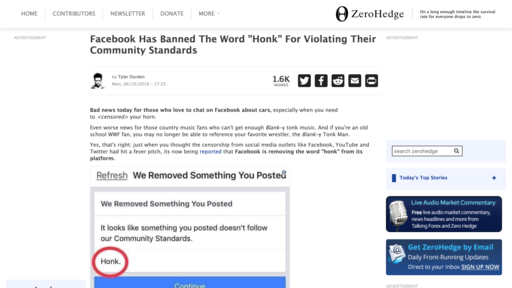 HOME
CONTRIBUTORS
NEWSLETTER
DONATE
MORE
ZeroHedge
On a long enough timeline the survival
rate for everyone drops to zero.
ADVERTISEMENT
ADVERTISEMENT
Facebook Has Banned The Word "Honk" For Violating Their
Community Standards
by Tyler Durden
Mon, 06/10/2019 - 17:25
1.6K
SHARES
Bad news today for those who love to chat on Facebook about cars, especially when you need
to <censored> your horn.
Even worse news for those country music fans who can't get enough Blank-y tonk music. And if you're an old
school WWF fan, you may no longer be able to reference your favorite wrestler, the Blank-y Tonk Man.
Yes, that's right: just when you thought the censorship from social media outlets like Facebook, YouTube and
Twitter had hit a fever pitch, its now being reported that Facebook is removing the word "honk" from its
platform.
Refresh We Removed Something You Posted
We Removed Something You Posted
It looks like something you posted doesn't follow
our Community Standards.
Honk.
Continue
search zerohedge
Today's Top Stories
Live Audio Market Commentary
Free live audio market commentary,
news headlines and more from
Talking Forex and Zero Hedge
Get ZeroHedge by Email
Daily Front-Running Updates
Direct to your inbox SIGN UP NOW
ADVERTISEMENT